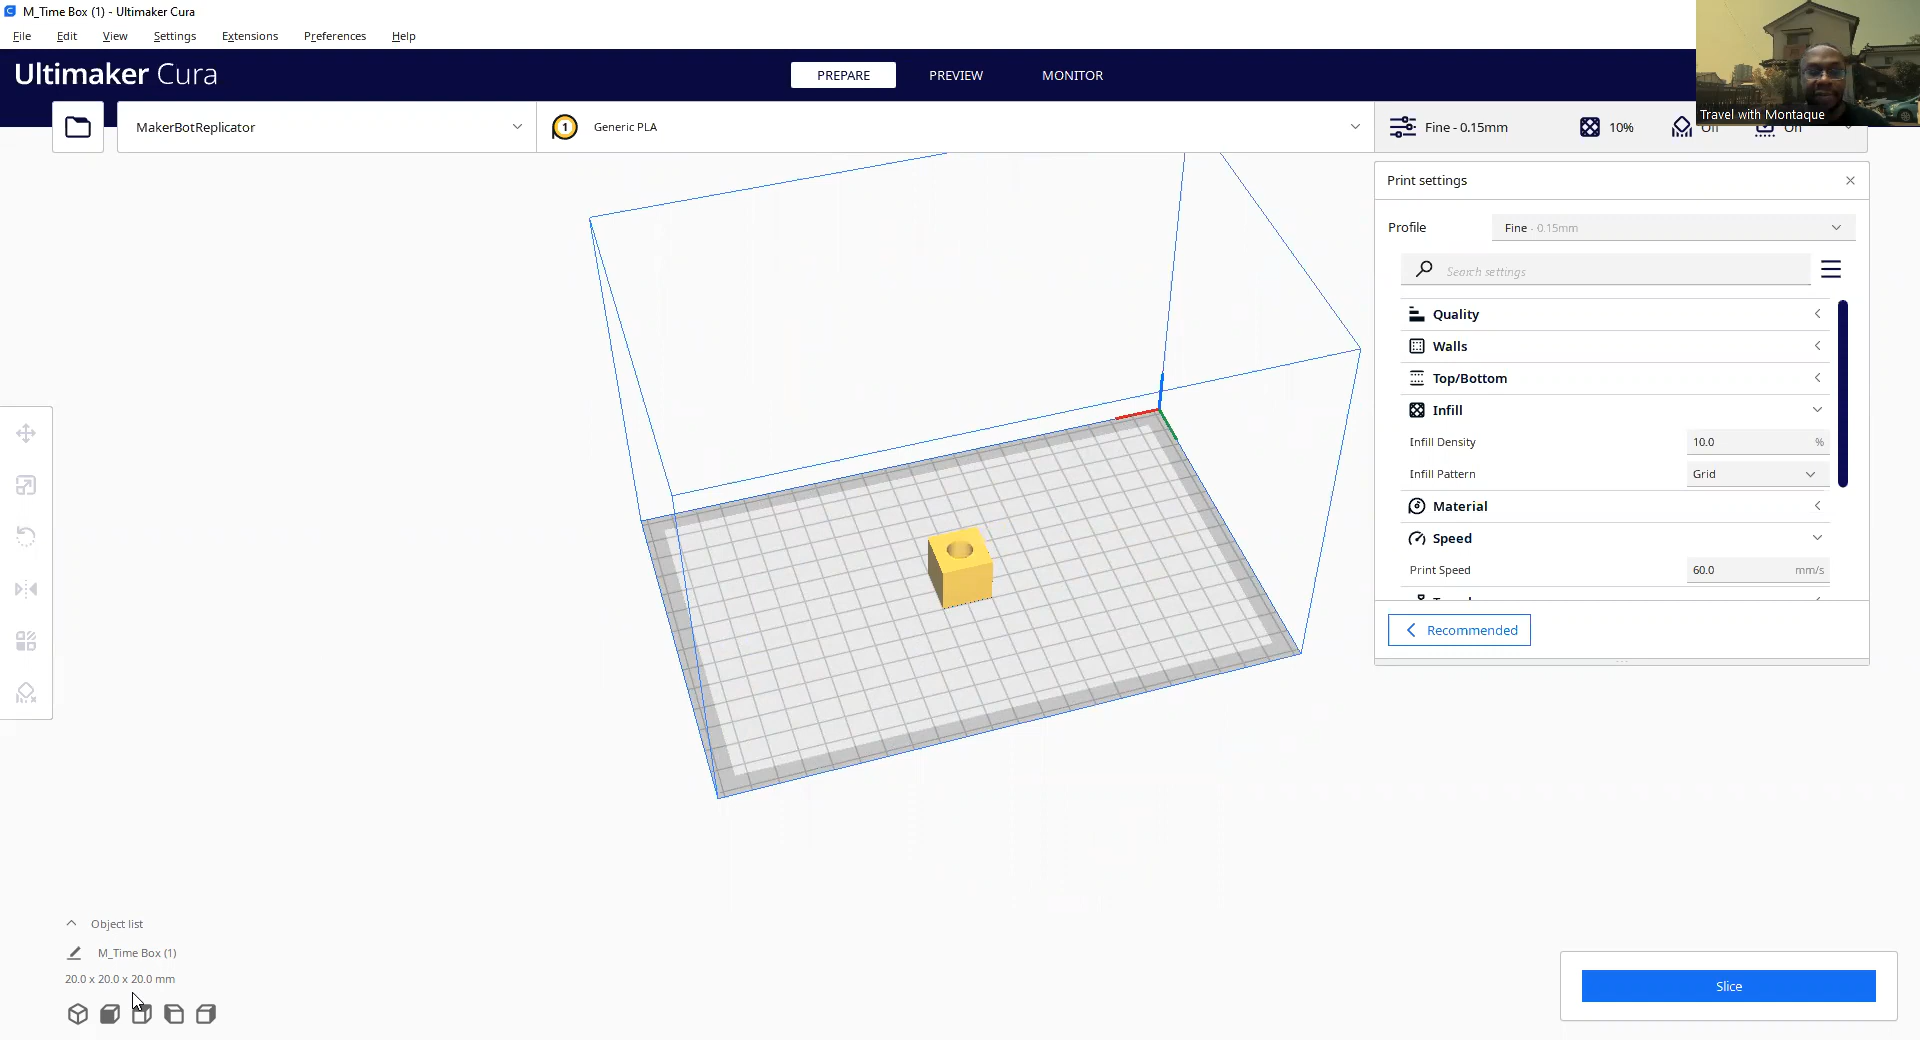 M_Time Box (1) - Ultimaker Cura
File Edit View Settings Extensions Preferences Help
Ultimaker Cura
PREPARE PREVIEW MONITOR
Travel with Montaque
MakerBotReplicator
1 Generic PLA
Fine - 0.15mm 10% Off On
Print settings
Profile Fine - 0.15mm
Search settings
Quality
Walls
Top/Bottom
Infill
Infill Density 10.0 %
Infill Pattern Grid
Material
Speed
Print Speed 60.0 mm/s
Recommended
Object list
M_Time Box (1)
20.0 x 20.0 x 20.0 mm
Slice